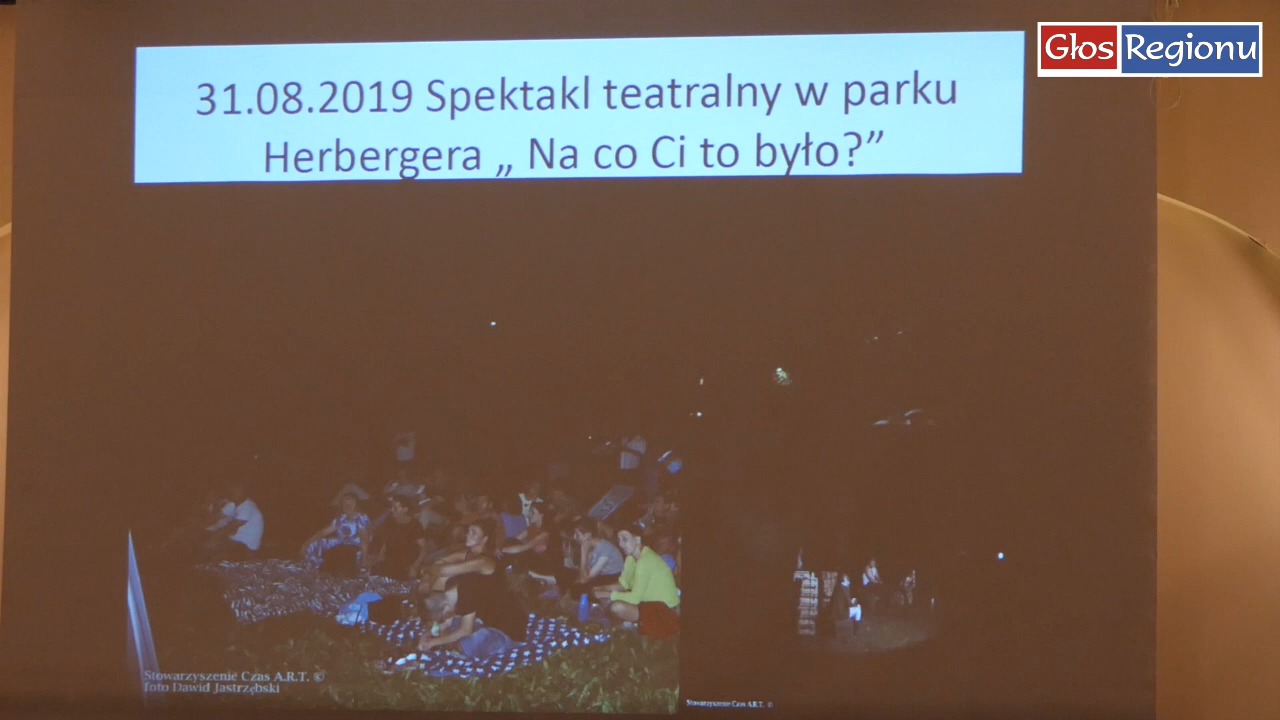 Głos Regionu
31.08.2019 Spektakl teatralny w parku
Herbergera „ Na co Ci to było?”
Stowarzyszenie Czas A.R.T. ©
foto Dawid Jastrzębski
Stowarzyszenie Czas A.R.T. ©